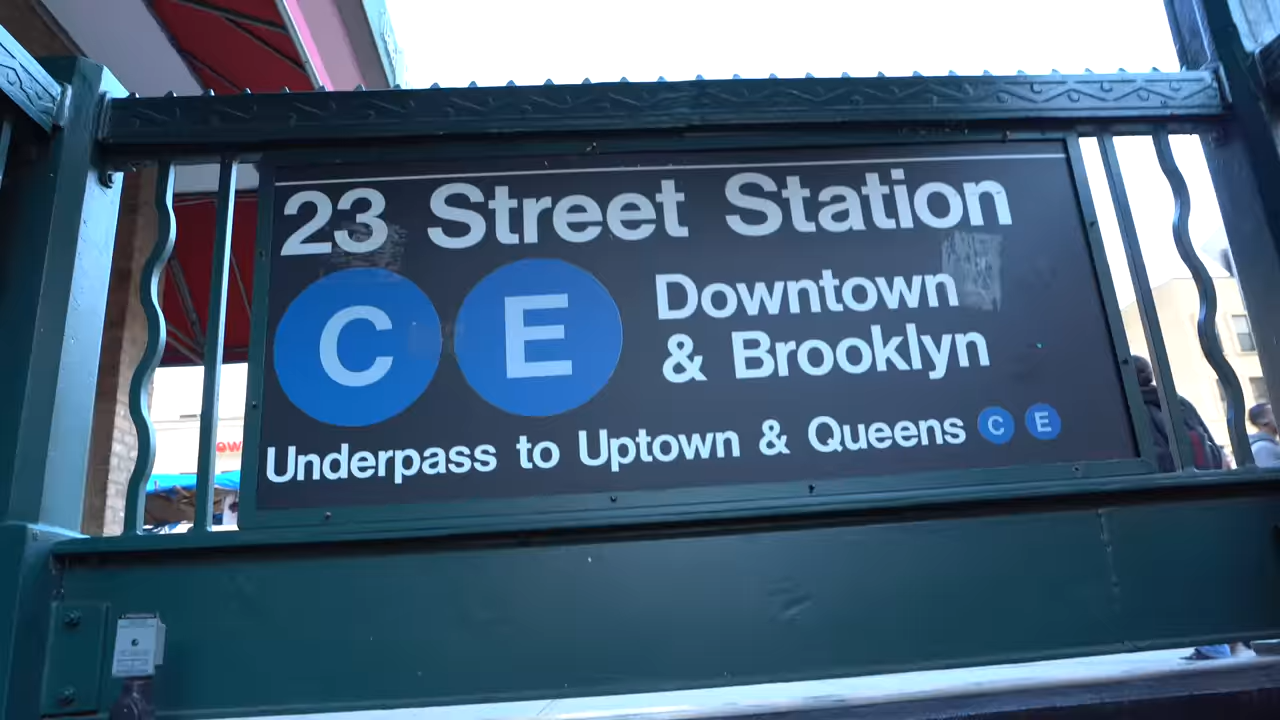 23 Street Station
C E Downtown
& Brooklyn
Underpass to Uptown & Queens C E